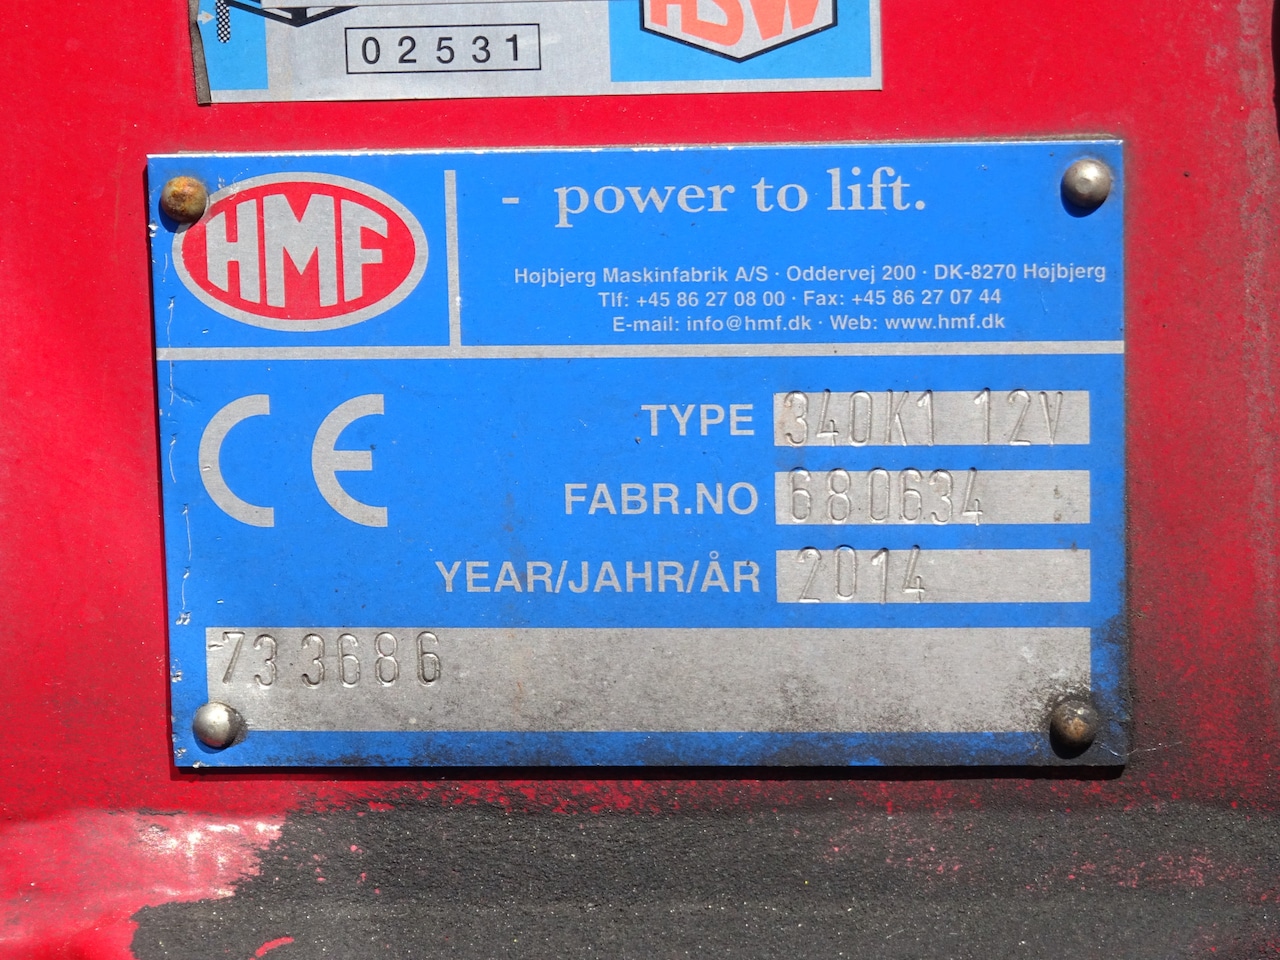 HSW
02531
HMF
- power to lift.
Højbjerg Maskinfabrik A/S · Oddervej 200 · DK-8270 Højbjerg
Tlf: +45 86 27 08 00 · Fax: +45 86 27 07 44
E-mail: info@hmf.dk · Web: www.hmf.dk
CE
TYPE 340K1 12V
FABR.NO 680634
YEAR/JAHR/ÅR 2014
733686